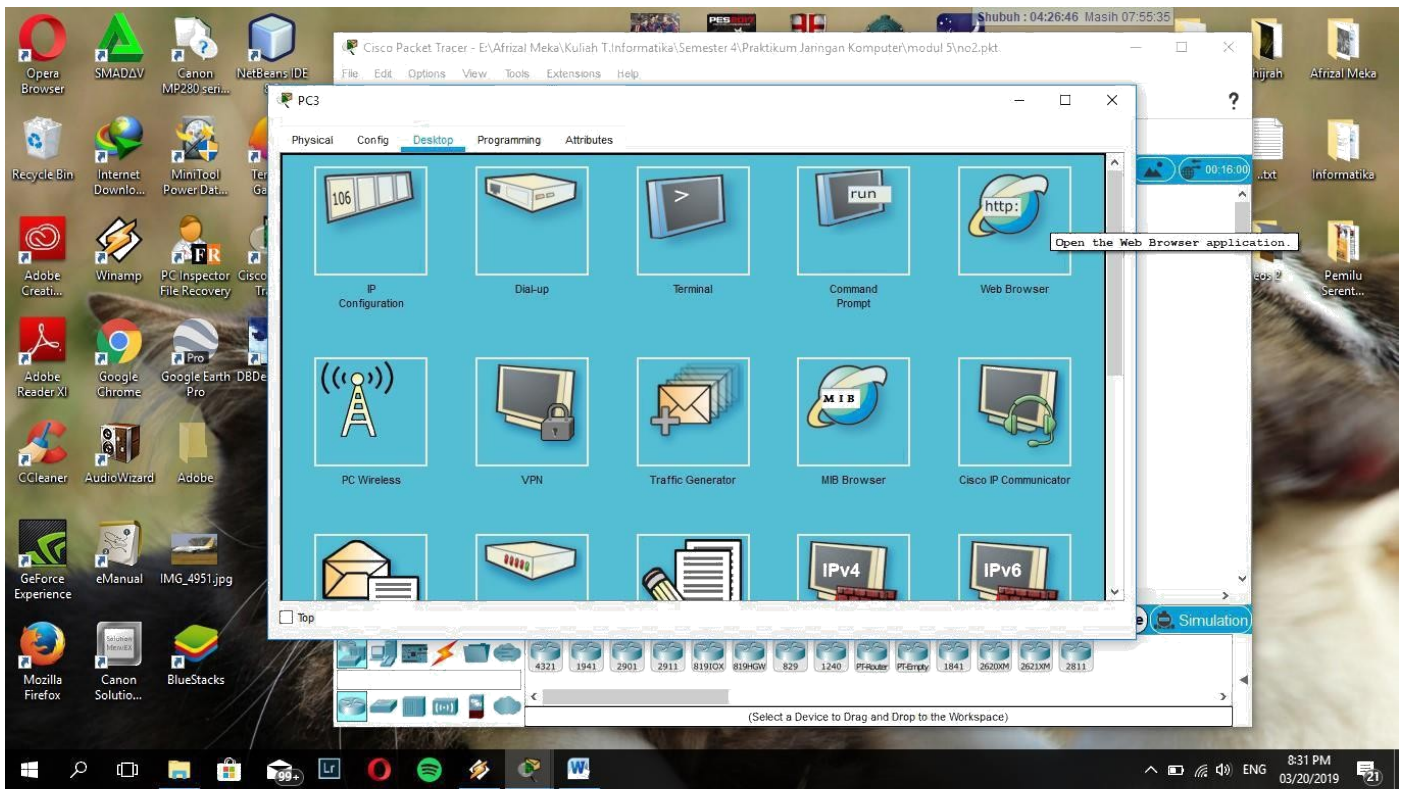 Shubuh : 04:26:46 Masih 07:55:35
PES2017
Opera
Browser
SMADΔV
Canon
MP280 seri...
NetBeans IDE
Cisco Packet Tracer - E:\Afrizal Meka\Kuliah T.Informatika\Semester 4\Praktikum Jaringan Komputer\modul 5\no2.pkt
File Edit Options View Tools Extensions Help
hijrah
Afrizal Meka
PC3
?
Physical Config Desktop Programming Attributes
Recycle Bin
Internet
Downlo...
MiniTool
Power Dat...
00:16:00
..txt
Informatika
106
>
run
http:
Open the Web Browser application.
IP
Configuration
Dial-up
Terminal
Command
Prompt
Web Browser
Adobe
Creati...
Winamp
FR
PC Inspector
File Recovery
Cisco
Pemilu
Serent...
Adobe
Reader XI
Google
Chrome
Pro
Google Earth
Pro
DBDe
MIB
PC Wireless
VPN
Traffic Generator
MIB Browser
Cisco IP Communicator
CCleaner
AudioWizard
Adobe
IPv4
IPv6
GeForce
Experience
eManual
IMG_4951.jpg
Top
Simulation
4321 1941 2901 2911 819IOX 819HGW 829 1240 PT-Router PT-Empty 1841 2620XM 2621XM 2811
(Select a Device to Drag and Drop to the Workspace)
Mozilla
Firefox
Canon
Solutio...
BlueStacks
99+
Lr
W
ENG
8:31 PM
03/20/2019
21